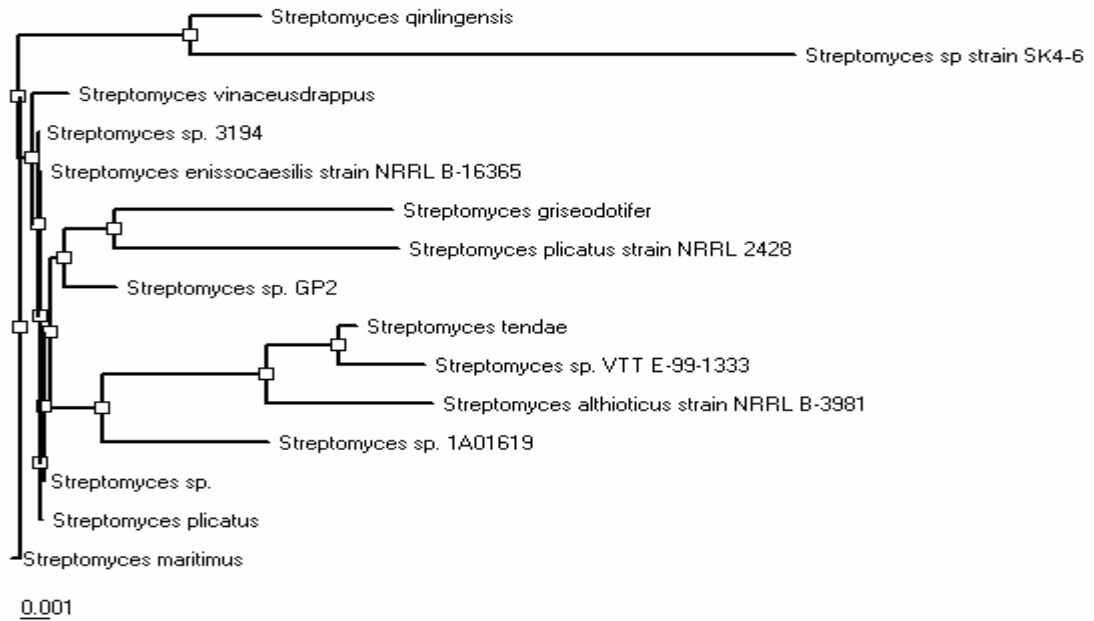 Streptomyces qinlingensis
Streptomyces sp strain SK4-6
Streptomyces vinaceusdrappus
Streptomyces sp. 3194
Streptomyces enissocaesilis strain NRRL B-16365
Streptomyces griseodotifer
Streptomyces plicatus strain NRRL 2428
Streptomyces sp. GP2
Streptomyces tendae
Streptomyces sp. VTT E-99-1333
Streptomyces althioticus strain NRRL B-3981
Streptomyces sp. 1A01619
Streptomyces sp.
Streptomyces plicatus
Streptomyces maritimus
0.001